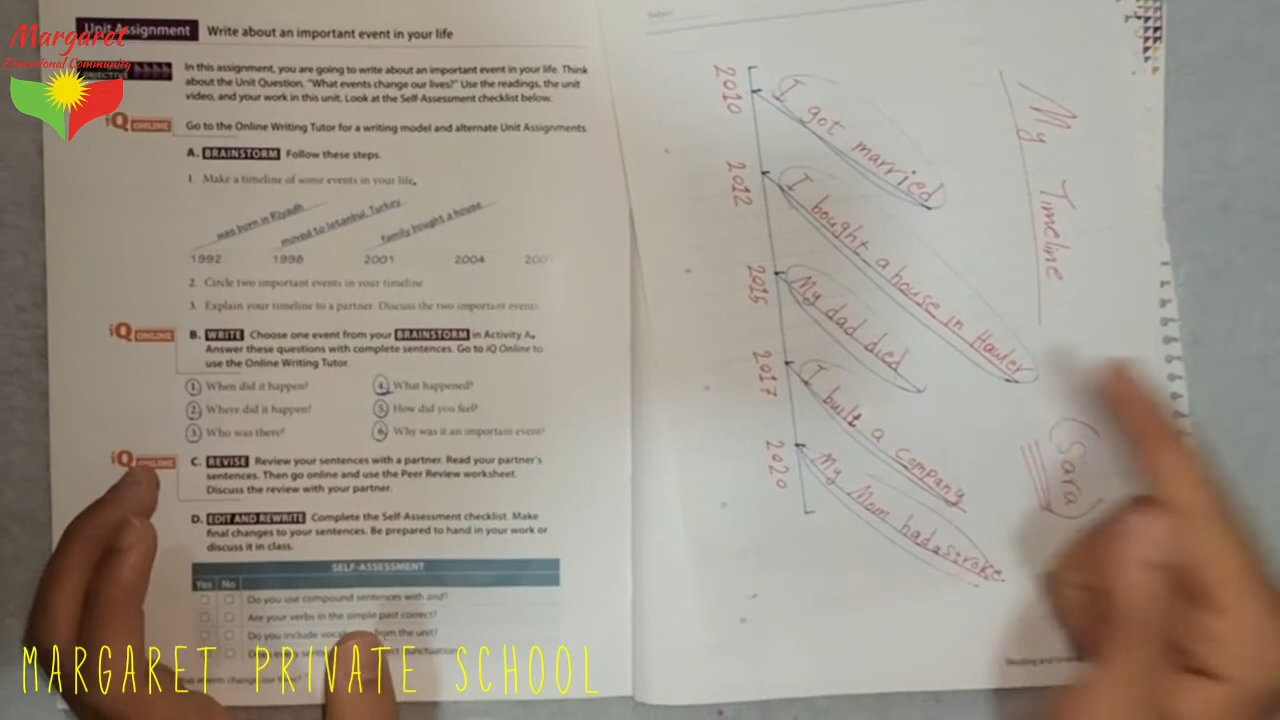 Margaret
Educational Community
Unit Assignment Write about an important event in your life
In this assignment, you are going to write about an important event in your life. Think
about the Unit Question, "What events change our lives?" Use the readings, the unit
video, and your work in this unit. Look at the Self-Assessment checklist below.
iQ ONLINE Go to the Online Writing Tutor for a writing model and alternate Unit Assignments.
A. BRAINSTORM Follow these steps.
1. Make a timeline of some events in your life.
was born in Riyadh
moved to Istanbul, Turkey
family bought a house
1992 1998 2001 2004
2. Circle two important events in your timeline.
3. Explain your timeline to a partner. Discuss the two important events
iQ ONLINE B. WRITE Choose one event from your BRAINSTORM in Activity A.
Answer these questions with complete sentences. Go to iQ Online to
use the Online Writing Tutor.
1. When did it happen? 4. What happened?
2. Where did it happen? 5. How did you feel?
3. Who was there? 6. Why was it an important event?
iQ ONLINE C. REVISE Review your sentences with a partner. Read your partner's
sentences. Then go online and use the Peer Review worksheet.
Discuss the review with your partner.
D. EDIT AND REWRITE Complete the Self-Assessment checklist. Make
final changes to your sentences. Be prepared to hand in your work or
discuss it in class.
SELF-ASSESSMENT
Yes No
Do you use compound sentences with and?
Are your verbs in the simple past correct?
Do you include from the unit?
My Timeline
(Sara)
2010 I got married
2012 I bought a house in Hawler
2015 My dad died
2017 I built a company
2020 My Mom had a stroke
MARGARET PRIVATE SCHOOL